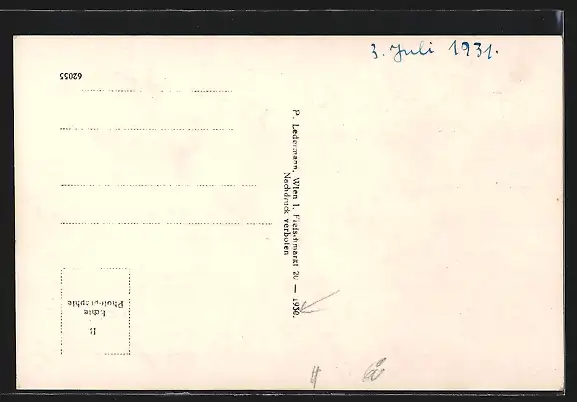 3. Juli 1931.
62055
P. Ledermann, Wien I. Fleischmarkt 20 — 1930.
Nachdruck verboten
Echte
Photographie